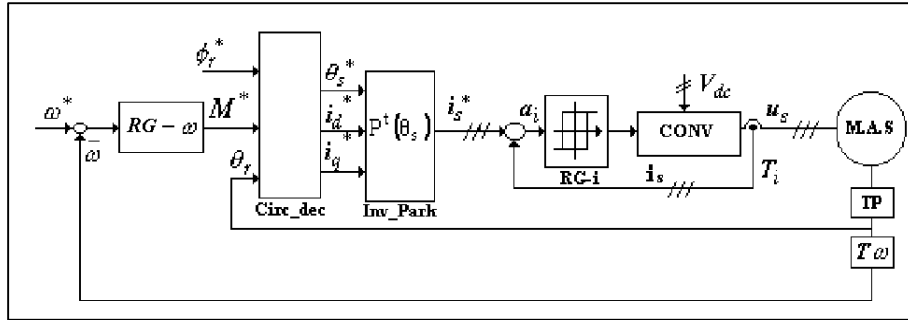 ϕr*
ω*
ω̄
RG − ω
M*
θr
Circ_dec
θs*
id*
iq*
Pt(θs)
Inv_Park
is*
ai
RG-i
Vdc
CONV
is
us
Ti
M.A.S
TP
Tω